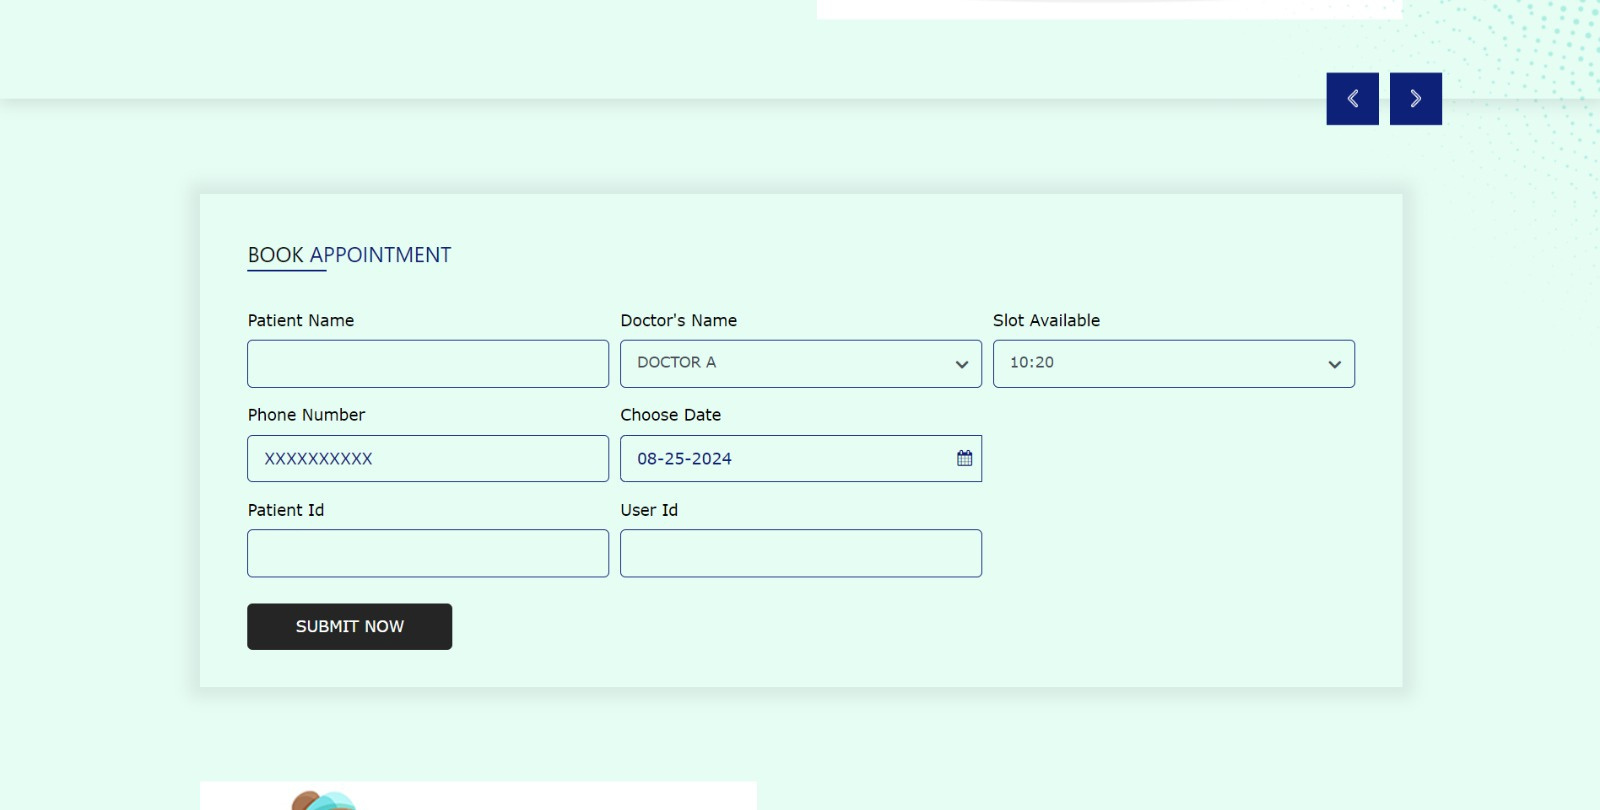 BOOK APPOINTMENT
Patient Name Doctor's Name Slot Available
DOCTOR A 10:20
Phone Number Choose Date
XXXXXXXXXX 08-25-2024
Patient Id User Id
SUBMIT NOW